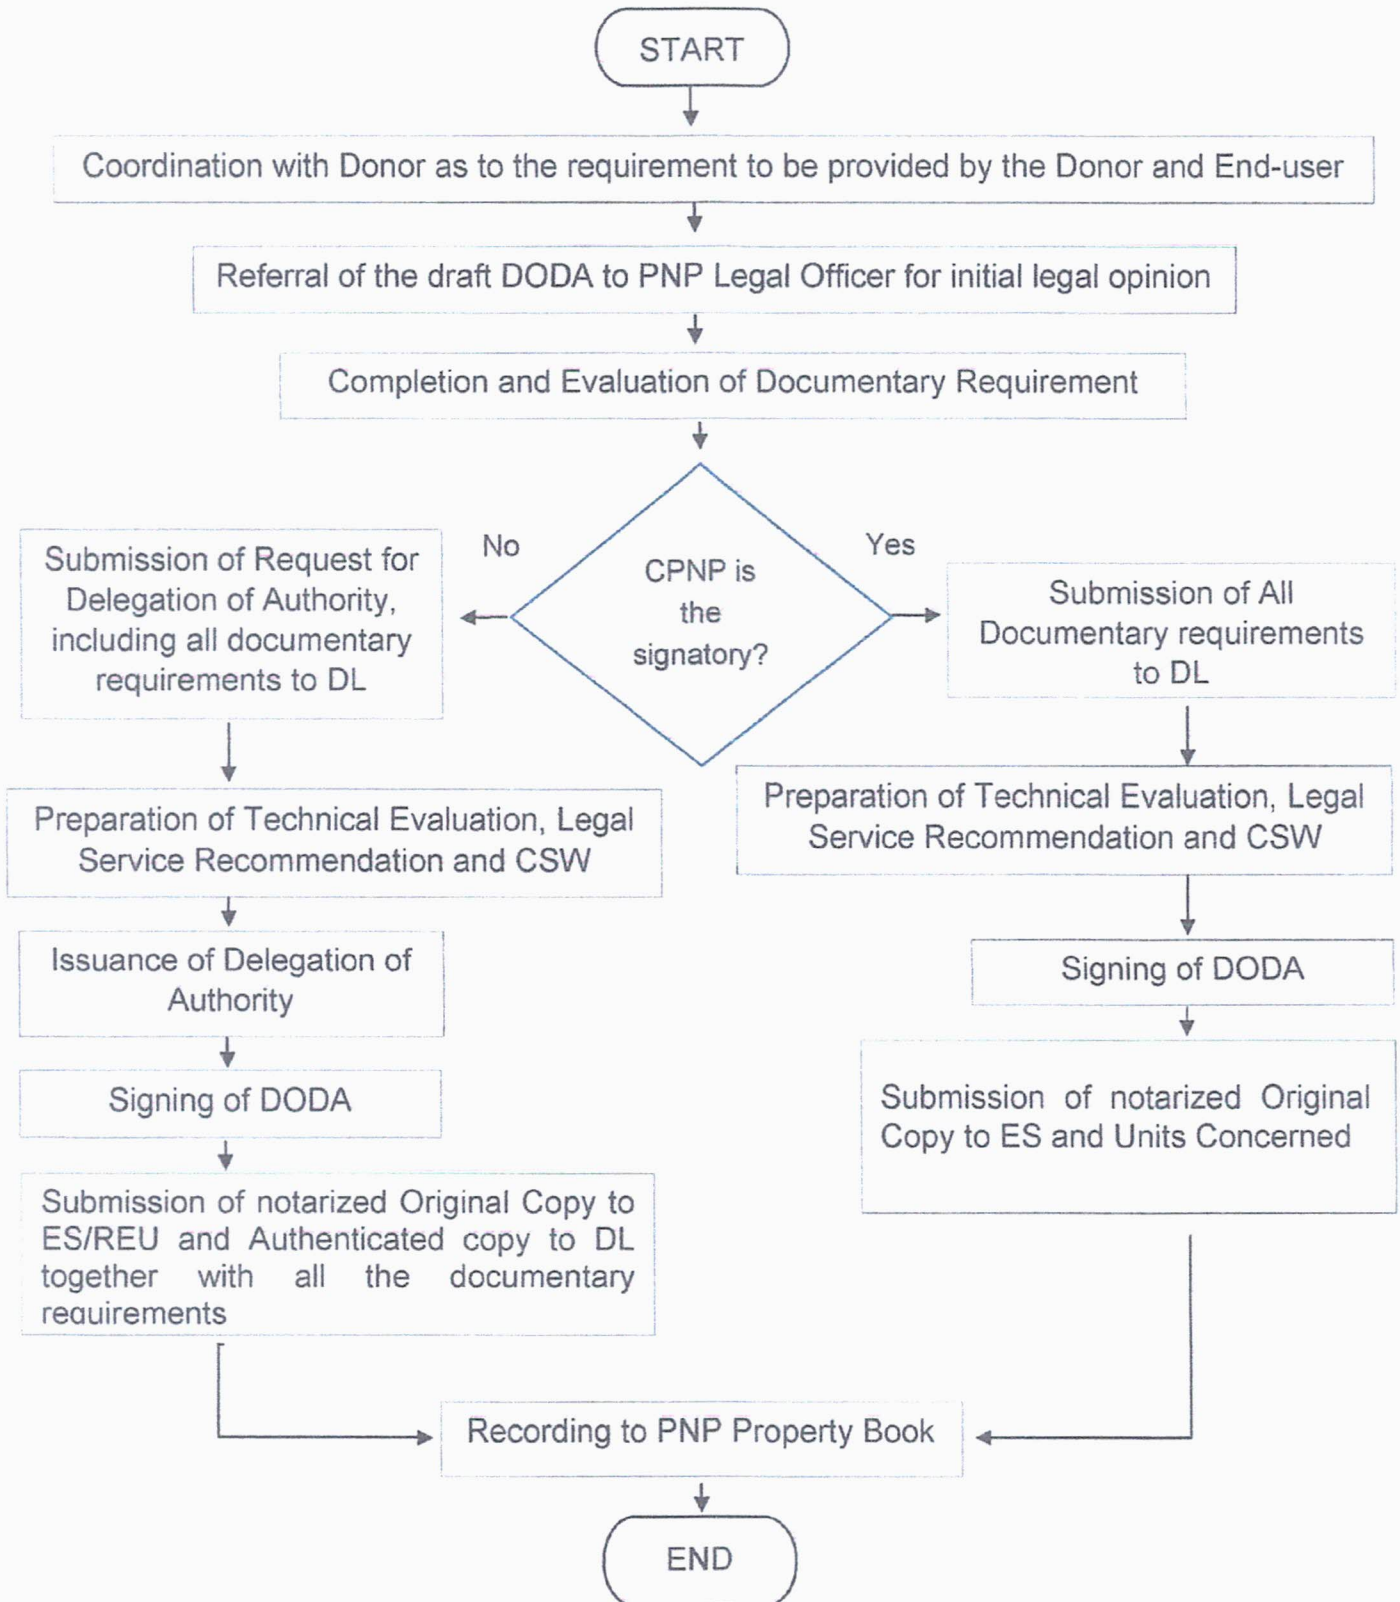 START
Coordination with Donor as to the requirement to be provided by the Donor and End-user
Referral of the draft DODA to PNP Legal Officer for initial legal opinion
Completion and Evaluation of Documentary Requirement
CPNP is
the
signatory?
No
Submission of Request for
Delegation of Authority,
including all documentary
requirements to DL
Preparation of Technical Evaluation, Legal
Service Recommendation and CSW
Issuance of Delegation of
Authority
Signing of DODA
Submission of notarized Original Copy to
ES/REU and Authenticated copy to DL
together with all the documentary
requirements
Yes
Submission of All
Documentary requirements
to DL
Preparation of Technical Evaluation, Legal
Service Recommendation and CSW
Signing of DODA
Submission of notarized Original
Copy to ES and Units Concerned
Recording to PNP Property Book
END